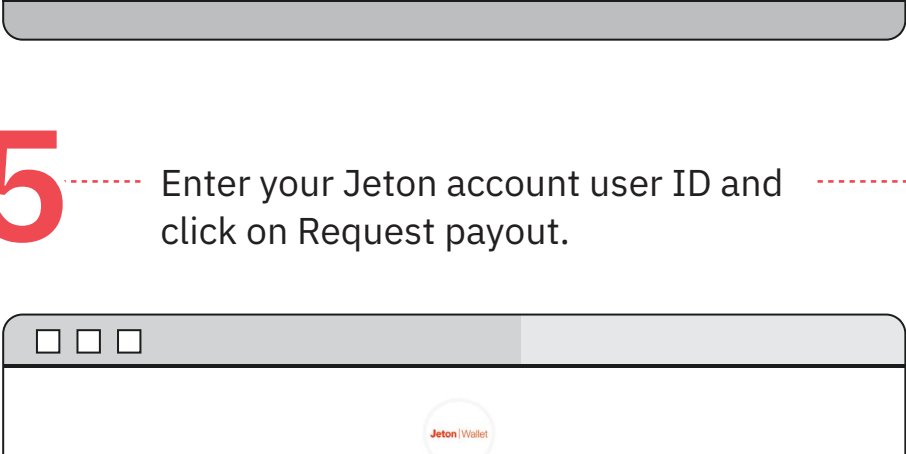 5
Enter your Jeton account user ID and
click on Request payout.
Jeton|Wallet